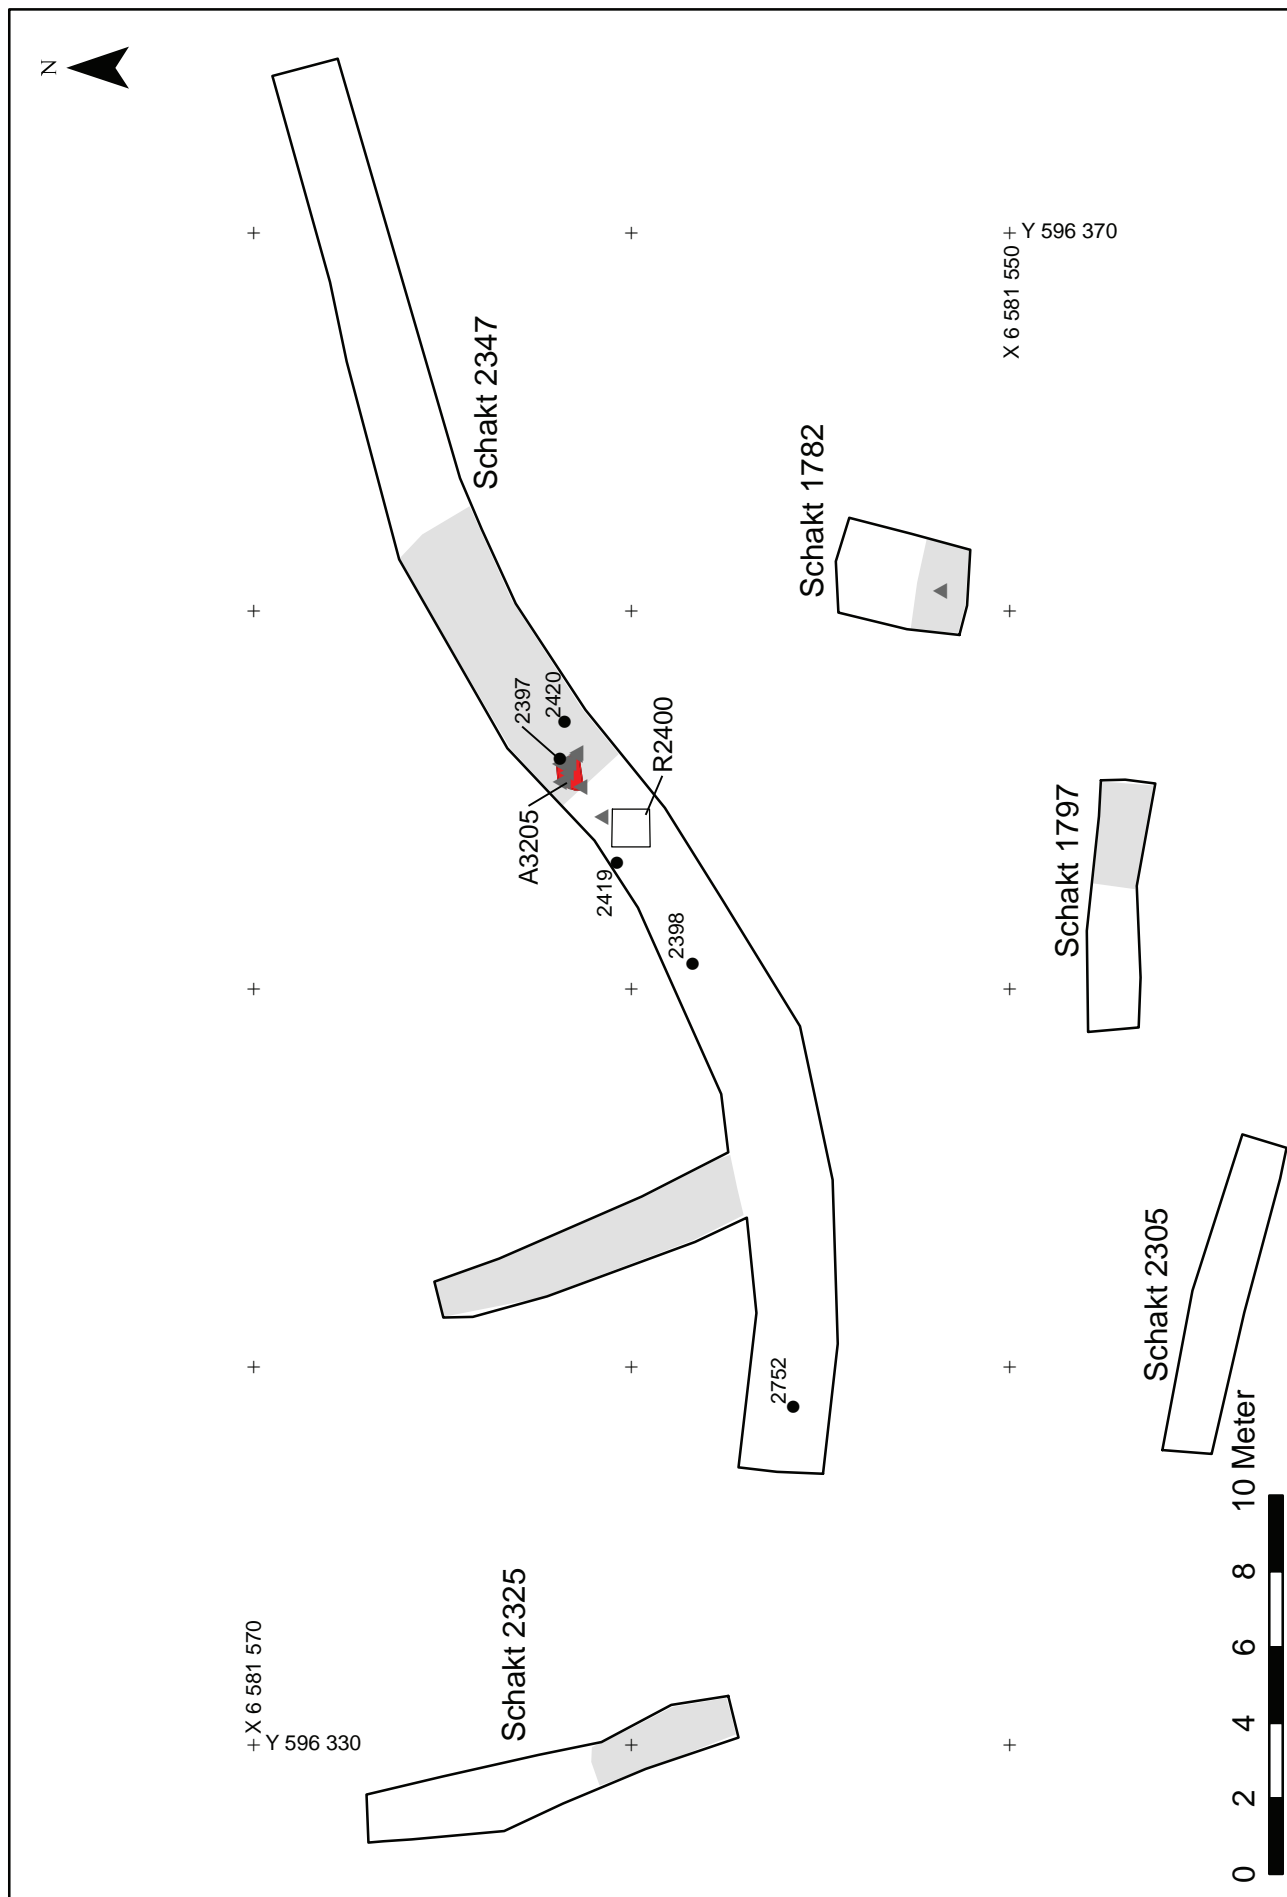 N
X 6 581 570
Y 596 330
Schakt 2325
Schakt 2347
2397
2420
A3205
R2400
2419
2398
2752
Schakt 1782
X 6 581 550
Y 596 370
Schakt 1797
Schakt 2305
0 2 4 6 8 10 Meter